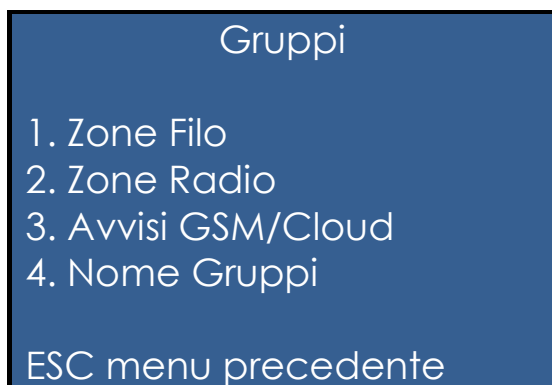 Gruppi
1. Zone Filo
2. Zone Radio
3. Avvisi GSM/Cloud
4. Nome Gruppi
ESC menu precedente